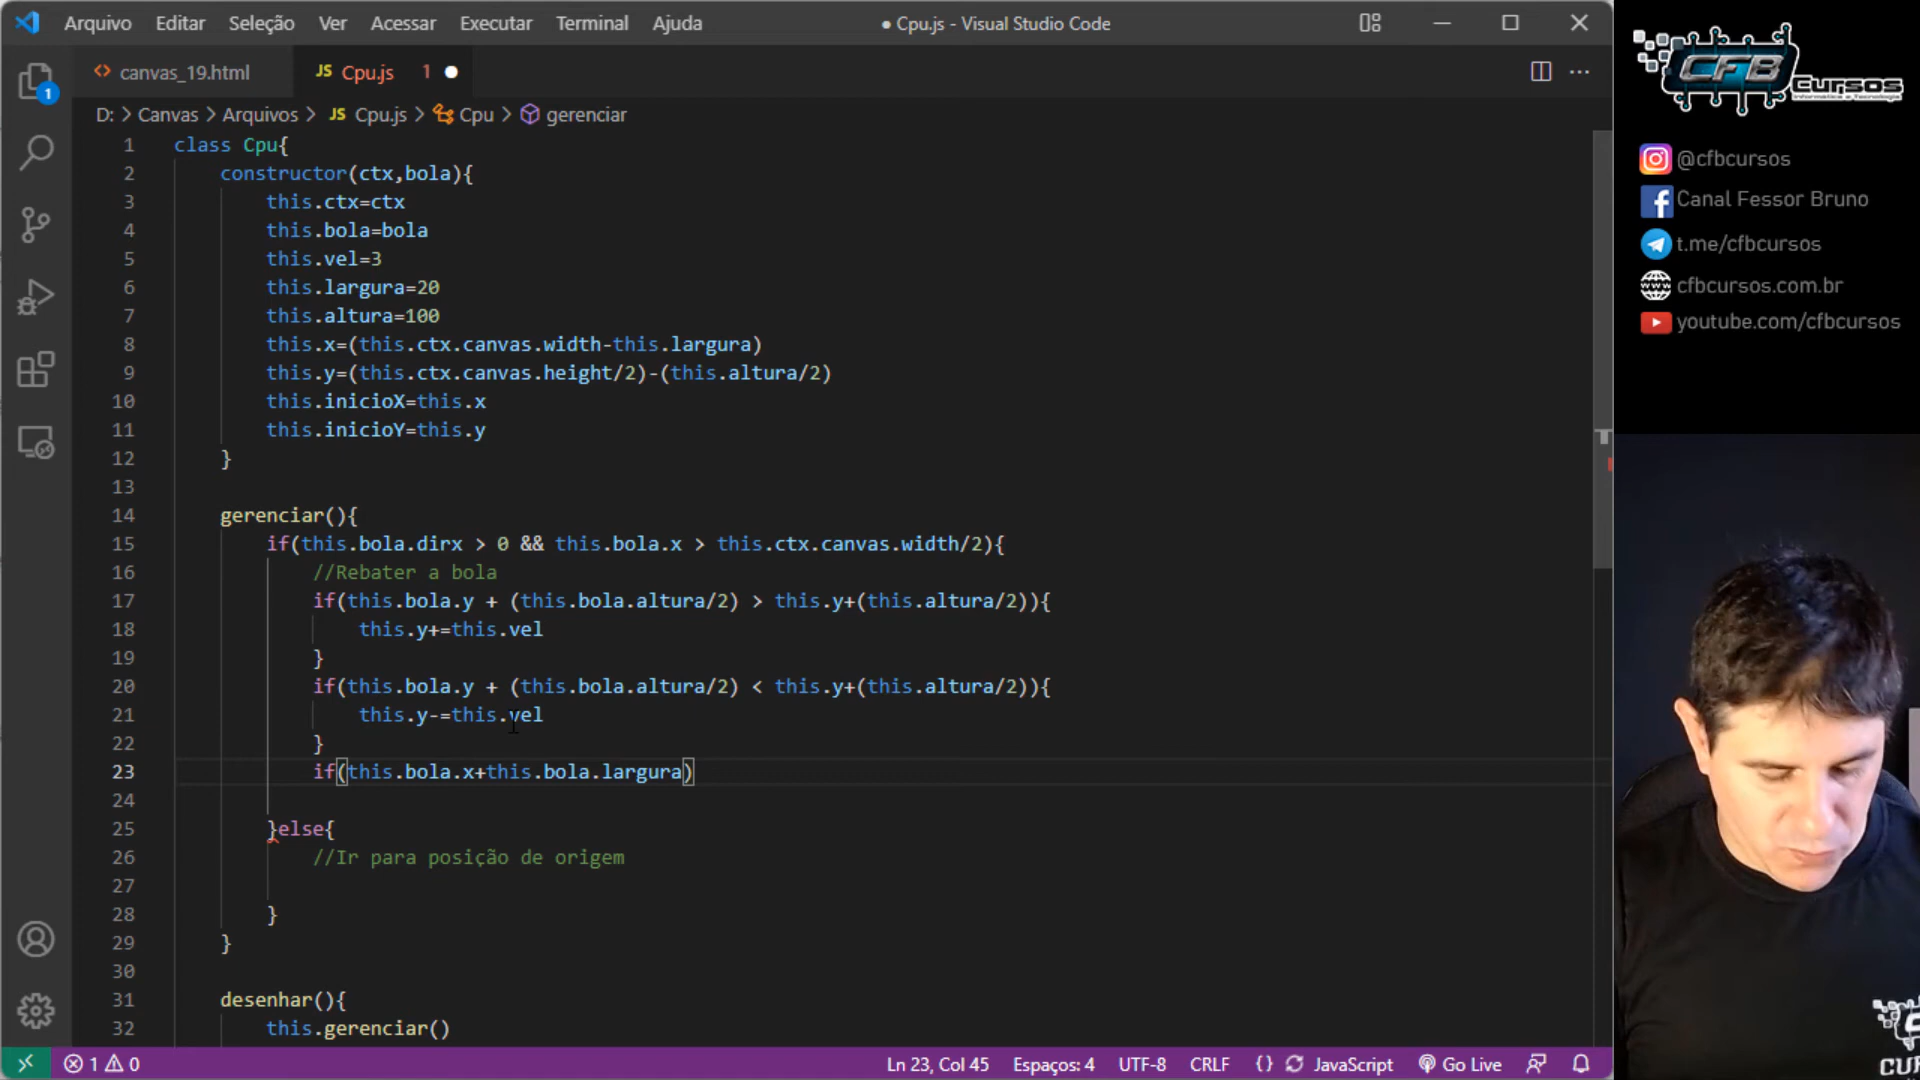 Arquivo Editar Seleção Ver Acessar Executar Terminal Ajuda
● Cpu.js - Visual Studio Code
canvas_19.html
JS Cpu.js 1
1
D: > Canvas > Arquivos > JS Cpu.js > Cpu > gerenciar
1 class Cpu{
2 constructor(ctx,bola){
3 this.ctx=ctx
4 this.bola=bola
5 this.vel=3
6 this.largura=20
7 this.altura=100
8 this.x=(this.ctx.canvas.width-this.largura)
9 this.y=(this.ctx.canvas.height/2)-(this.altura/2)
10 this.inicioX=this.x
11 this.inicioY=this.y
12 }
13
14 gerenciar(){
15 if(this.bola.dirx > 0 && this.bola.x > this.ctx.canvas.width/2){
16 //Rebater a bola
17 if(this.bola.y + (this.bola.altura/2) > this.y+(this.altura/2)){
18 this.y+=this.vel
19 }
20 if(this.bola.y + (this.bola.altura/2) < this.y+(this.altura/2)){
21 this.y-=this.vel
22 }
23 if(this.bola.x+this.bola.largura)
24
25 }else{
26 //Ir para posição de origem
27
28 }
29 }
30
31 desenhar(){
32 this.gerenciar()
1 0 Ln 23, Col 45 Espaços: 4 UTF-8 CRLF {} JavaScript Go Live
CFB Cursos
@cfbcursos
Canal Fessor Bruno
t.me/cfbcursos
cfbcursos.com.br
youtube.com/cfbcursos